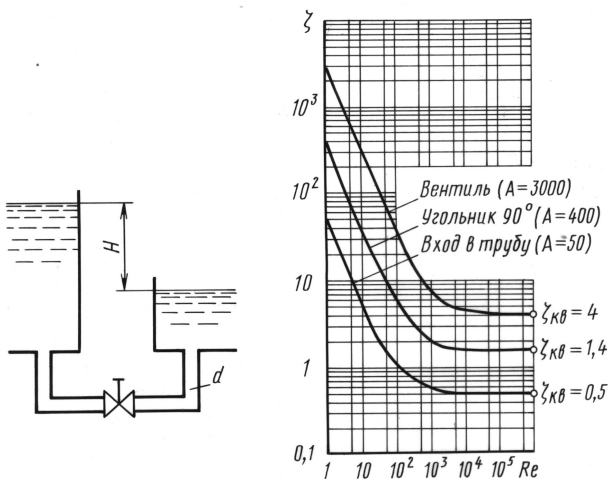 H
d
ζ
10³
10²
10
1
0,1
Вентиль (A=3000)
Угольник 90° (A=400)
Вход в трубу (A=50)
ζкв = 4
ζкв = 1,4
ζкв = 0,5
1 10 10² 10³ 10⁴ 10⁵ Re